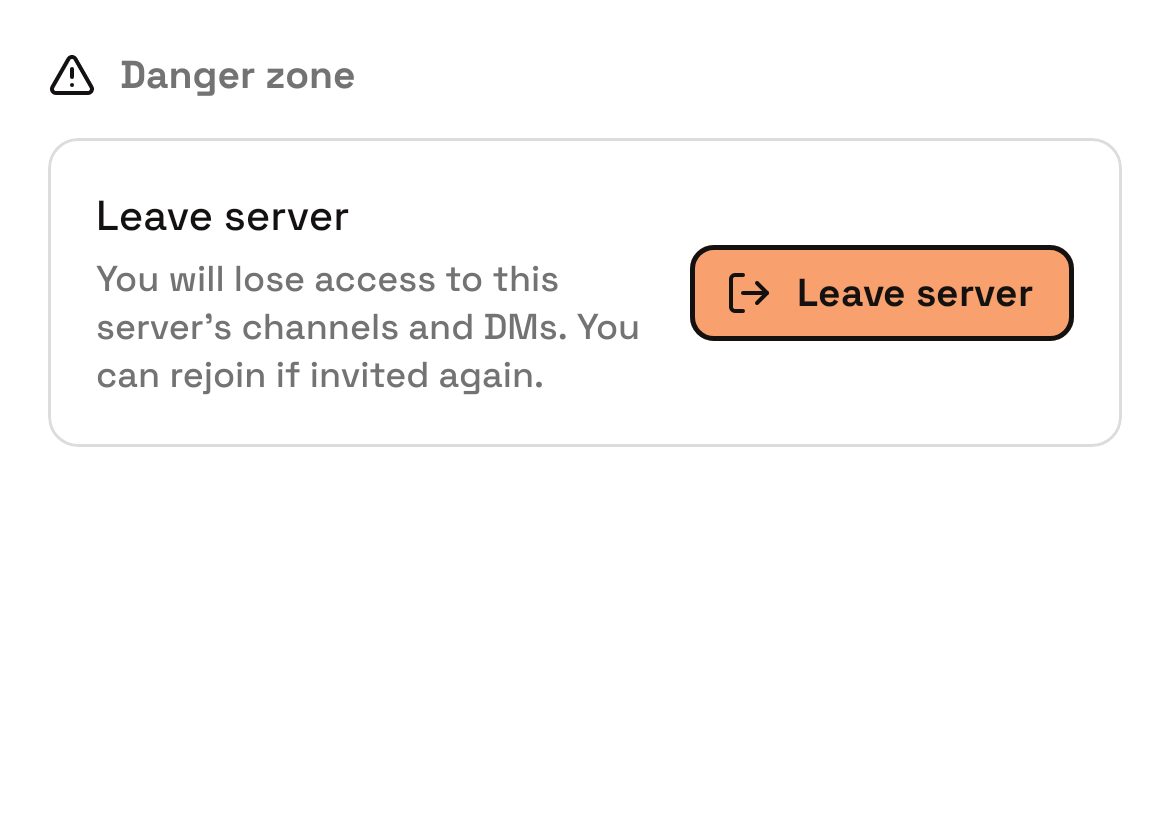 Danger zone
Leave server
You will lose access to this
server’s channels and DMs. You
can rejoin if invited again.
Leave server